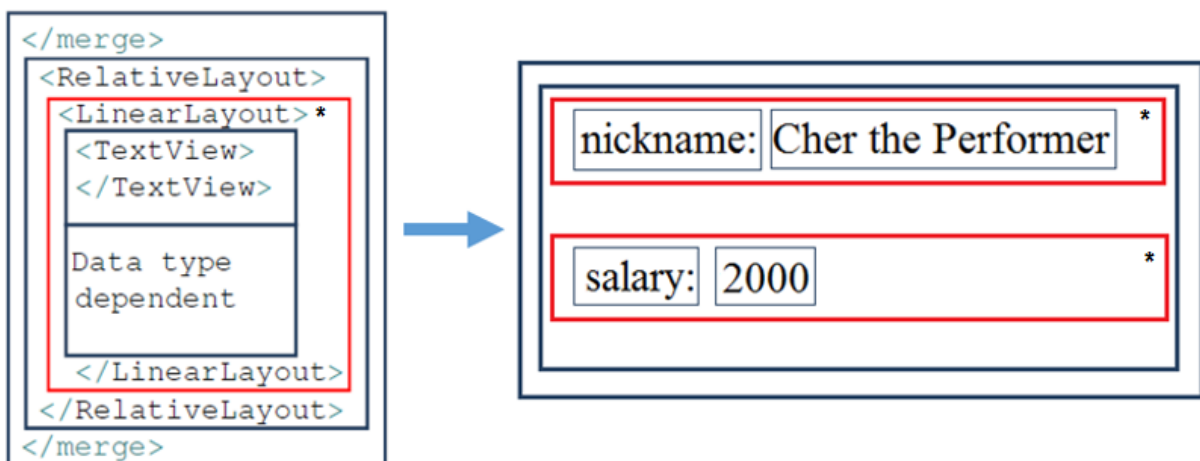 </merge>
<RelativeLayout>
<LinearLayout>*
<TextView>
</TextView>
Data type
dependent
</LinearLayout>
</RelativeLayout>
</merge>
nickname: Cher the Performer *
salary: 2000 *